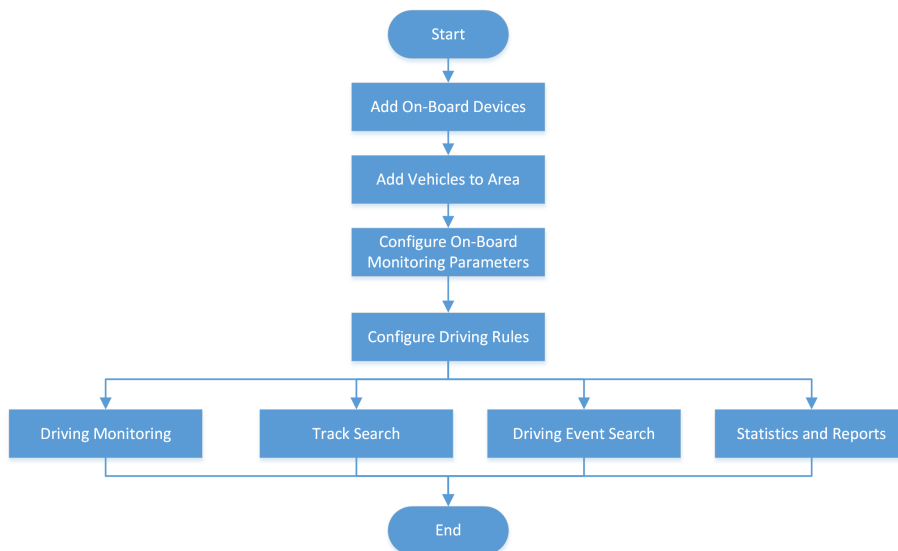 Start
Add On-Board Devices
Add Vehicles to Area
Configure On-Board
Monitoring Parameters
Configure Driving Rules
Driving Monitoring
Track Search
Driving Event Search
Statistics and Reports
End